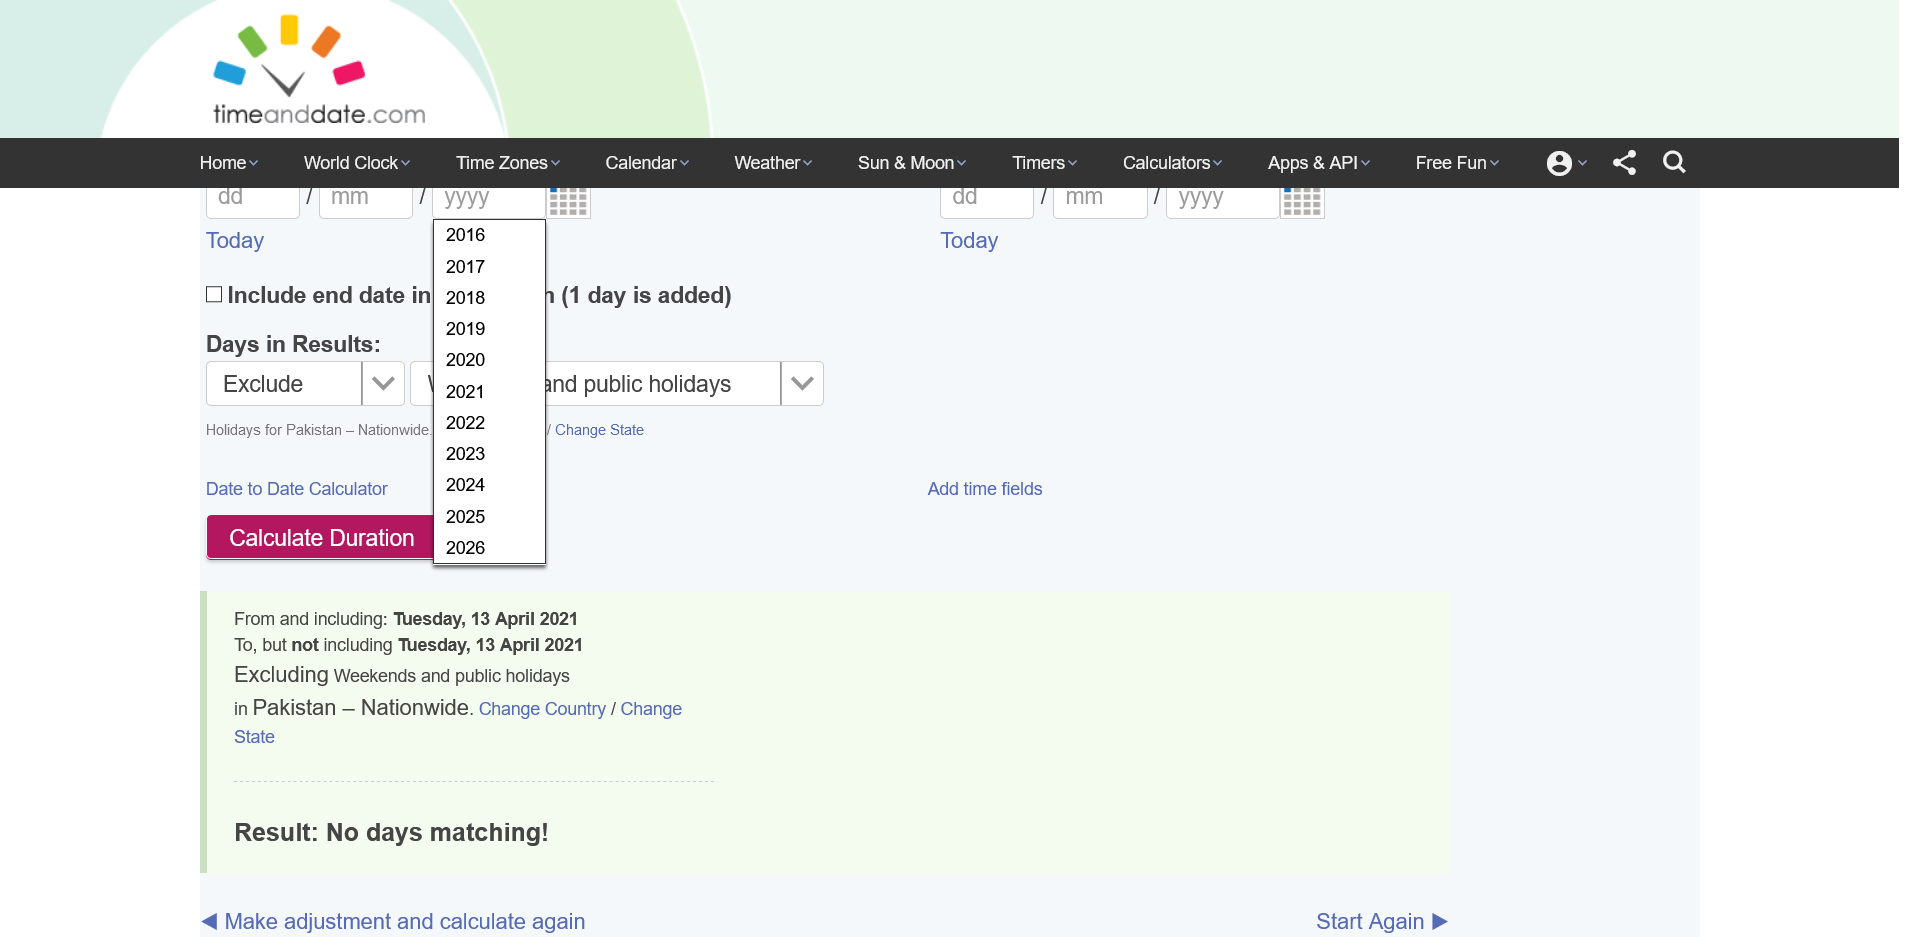 timeanddate.com
Home World Clock Time Zones Calendar Weather Sun & Moon Timers Calculators Apps & API Free Fun
dd / mm / yyyy dd / mm / yyyy
Today Today
2016
2017
Include end date in (1 day is added)
2018
2019
Days in Results:
2020
Exclude and public holidays
2021
2022
Holidays for Pakistan – Nationwide. / Change State
2023
2024
Date to Date Calculator Add time fields
2025
Calculate Duration
2026
From and including: Tuesday, 13 April 2021
To, but not including Tuesday, 13 April 2021
Excluding Weekends and public holidays
in Pakistan – Nationwide. Change Country / Change
State
Result: No days matching!
◀ Make adjustment and calculate again Start Again ▶